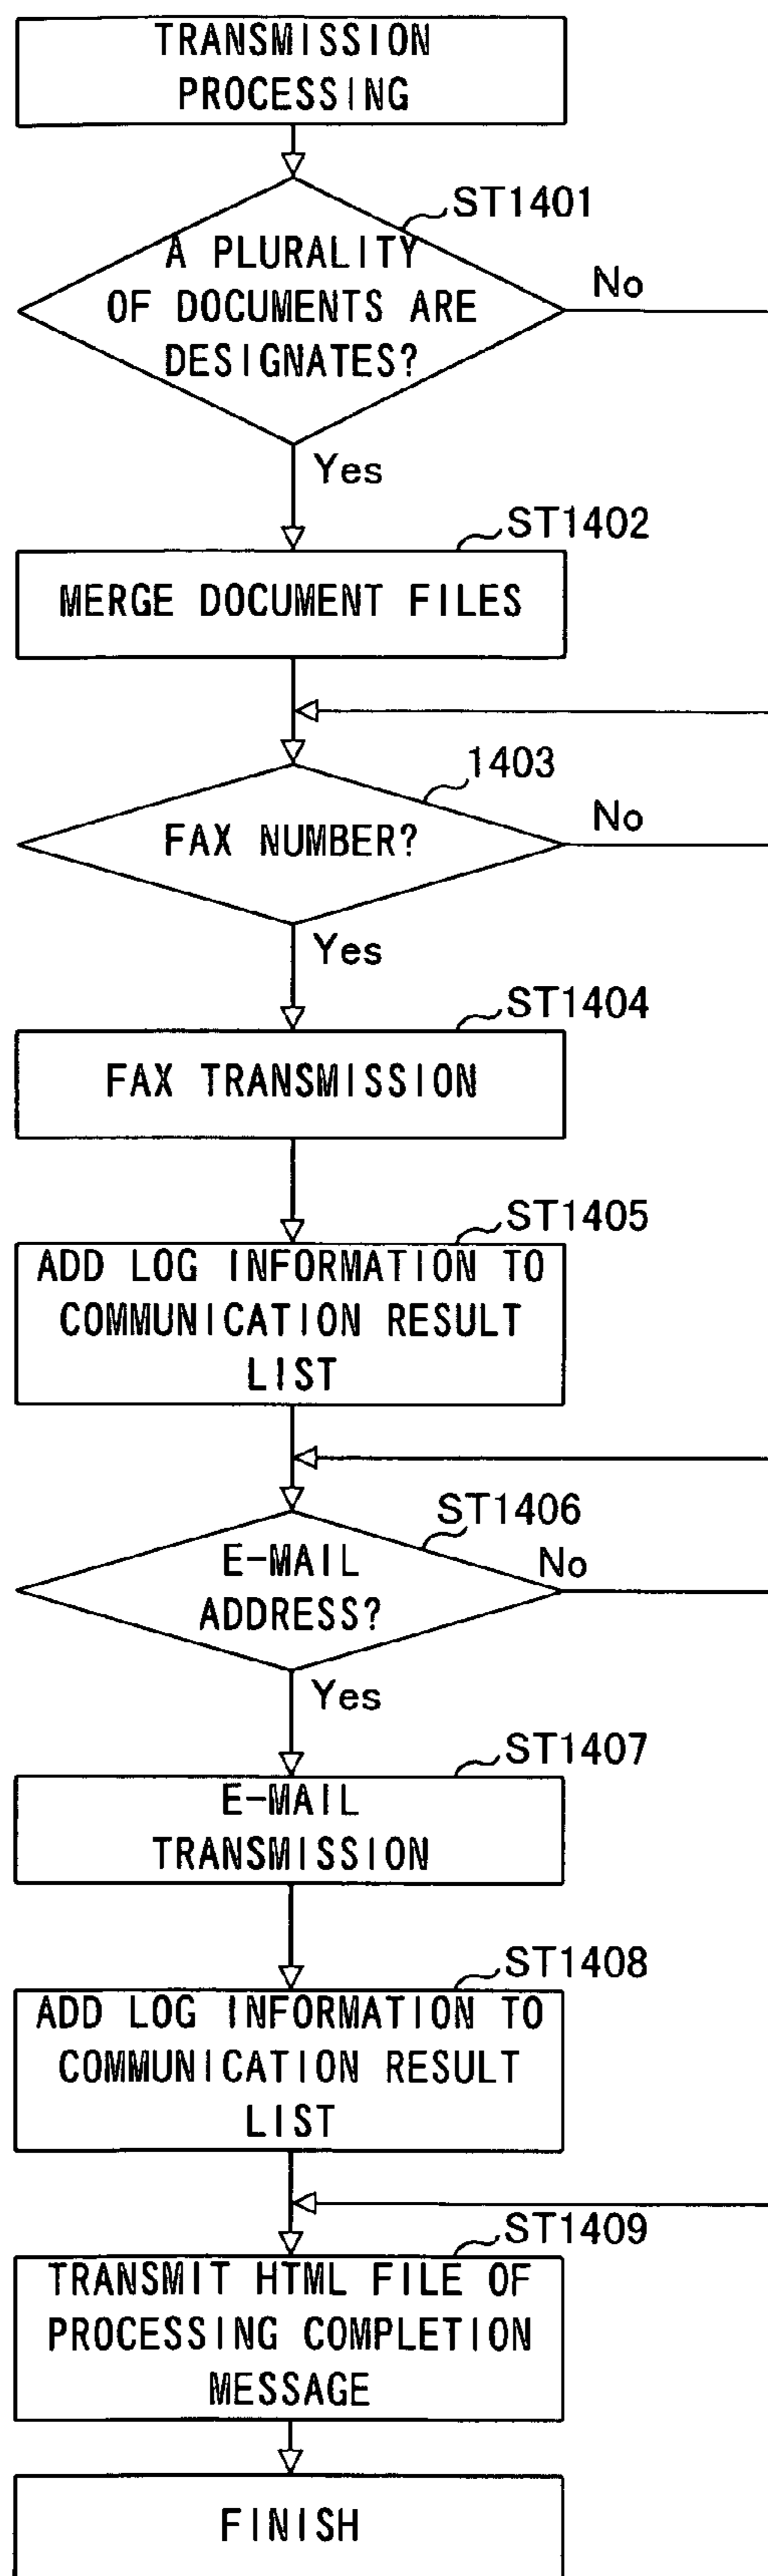 TRANSMISSION
PROCESSING
ST1401
A PLURALITY
OF DOCUMENTS ARE
DESIGNATES?
No
Yes
ST1402
MERGE DOCUMENT FILES
1403
FAX NUMBER?
No
Yes
ST1404
FAX TRANSMISSION
ST1405
ADD LOG INFORMATION TO
COMMUNICATION RESULT
LIST
ST1406
E-MAIL
ADDRESS?
No
Yes
ST1407
E-MAIL
TRANSMISSION
ST1408
ADD LOG INFORMATION TO
COMMUNICATION RESULT
LIST
ST1409
TRANSMIT HTML FILE OF
PROCESSING COMPLETION
MESSAGE
FINISH